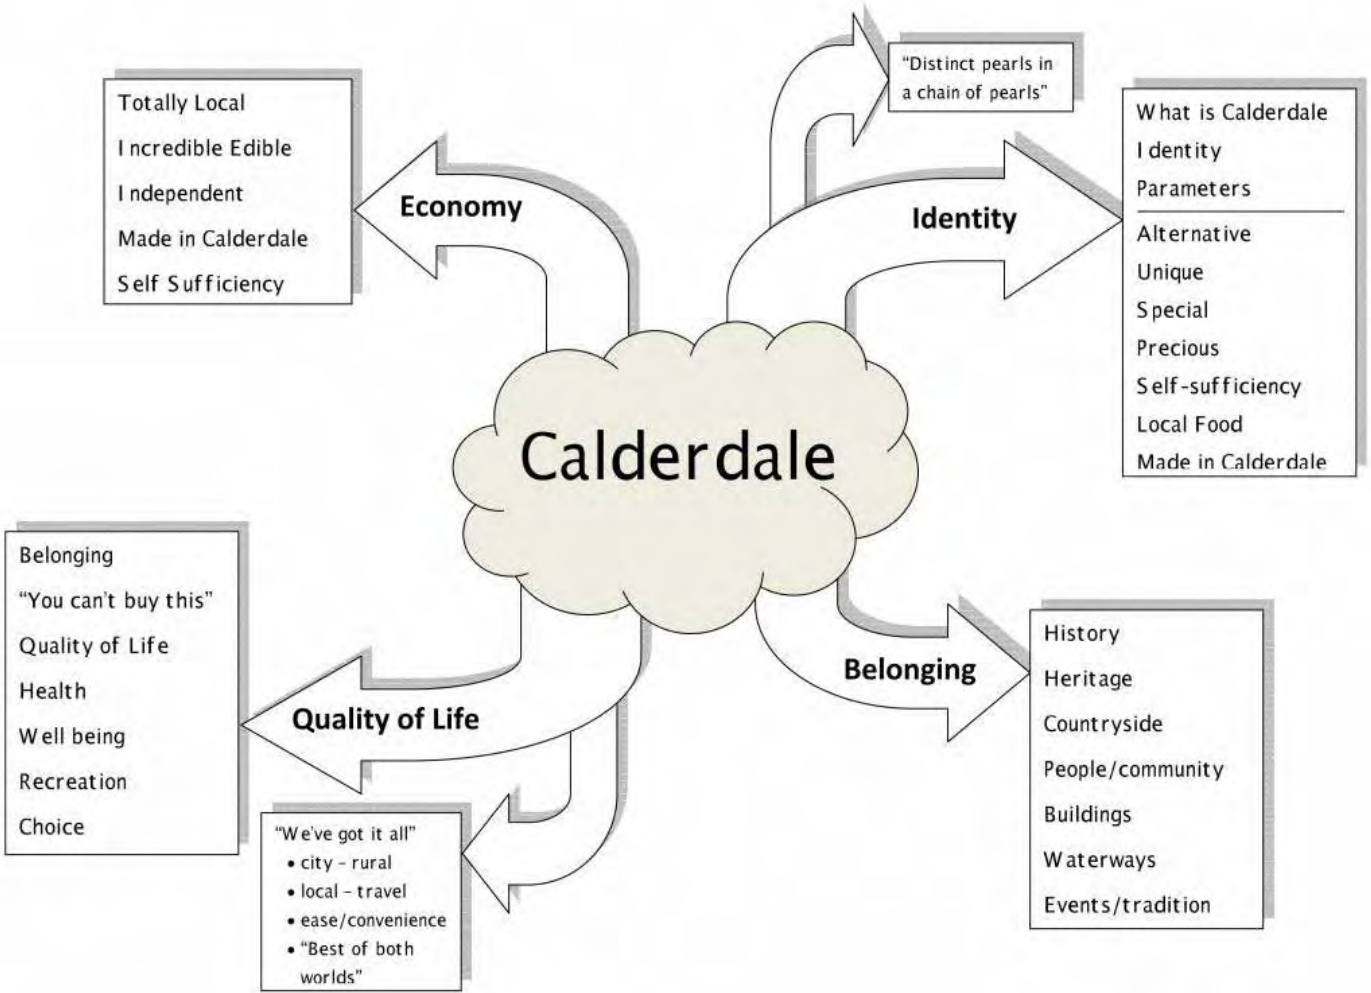 Totally Local
Incredible Edible
Independent
Made in Calderdale
Self Sufficiency
Economy
"Distinct pearls in
a chain of pearls"
Identity
What is Calderdale
Identity
Parameters
Alternative
Unique
Special
Precious
Self-sufficiency
Local Food
Made in Calderdale
Calderdale
Belonging
"You can't buy this"
Quality of Life
Health
Well being
Recreation
Choice
Quality of Life
"We've got it all"
• city – rural
• local – travel
• ease/convenience
• "Best of both
worlds"
Belonging
History
Heritage
Countryside
People/community
Buildings
Waterways
Events/tradition